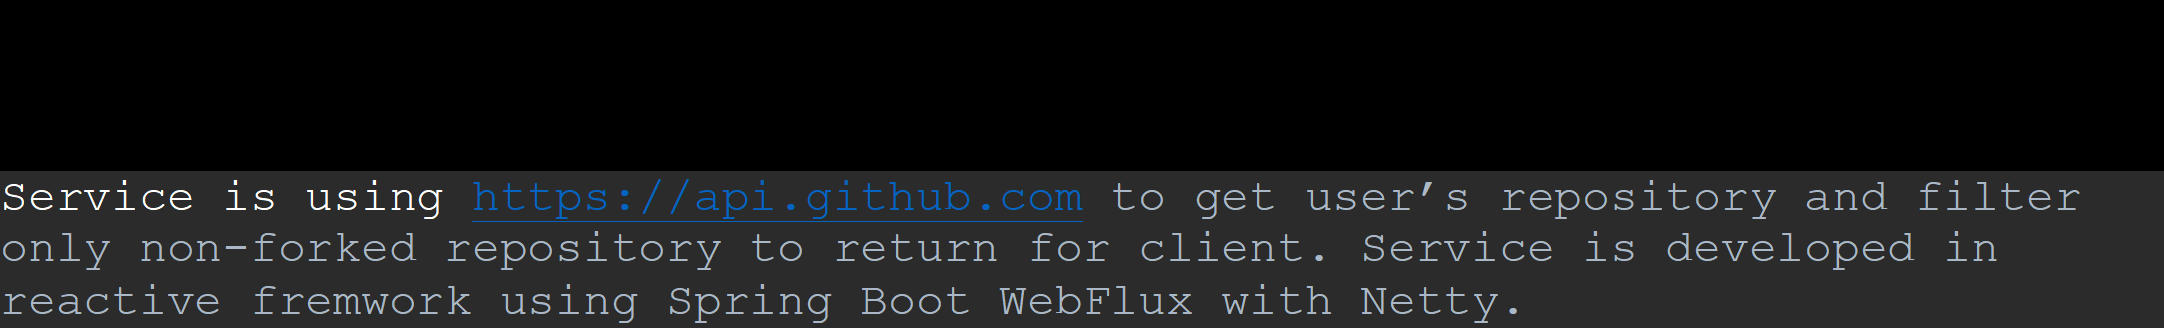 Service is using https://api.github.com to get user’s repository and filter
only non-forked repository to return for client. Service is developed in
reactive fremwork using Spring Boot WebFlux with Netty.